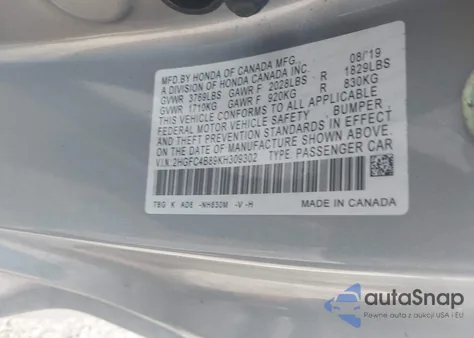 MFD. BY HONDA OF CANADA MFG. 08/'19
A DIVISION OF HONDA CANADA INC.
GVWR 3769LBS GAWR F 2028LBS R 1829LBS
GVWR 1710KG GAWR F 920KG R 830KG
THIS VEHICLE CONFORMS TO ALL APPLICABLE
FEDERAL MOTOR VEHICLE SAFETY, BUMPER,
AND THEFT PREVENTION STANDARDS IN EFFECT
ON THE DATE OF MANUFACTURE SHOWN ABOVE.
V.I.N: 2HGFC4B89KH309302 TYPE: PASSENGER CAR
TBG K AD6 -NH830M -V -H MADE IN CANADA
autoSnap
Pewne auta z aukcji USA i EU